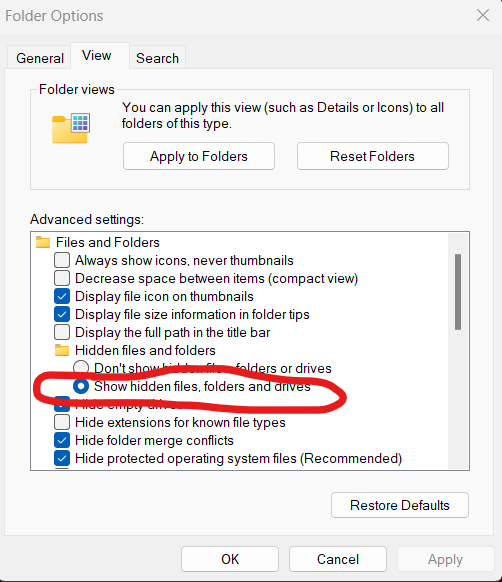 Folder Options
General
View
Search
Folder views
You can apply this view (such as Details or Icons) to all
folders of this type.
Apply to Folders
Reset Folders
Advanced settings:
Files and Folders
Always show icons, never thumbnails
Decrease space between items (compact view)
Display file icon on thumbnails
Display file size information in folder tips
Display the full path in the title bar
Hidden files and folders
Don't show hidden files, folders or drives
Show hidden files, folders and drives
Hide empty drives
Hide extensions for known file types
Hide folder merge conflicts
Hide protected operating system files (Recommended)
Restore Defaults
OK
Cancel
Apply